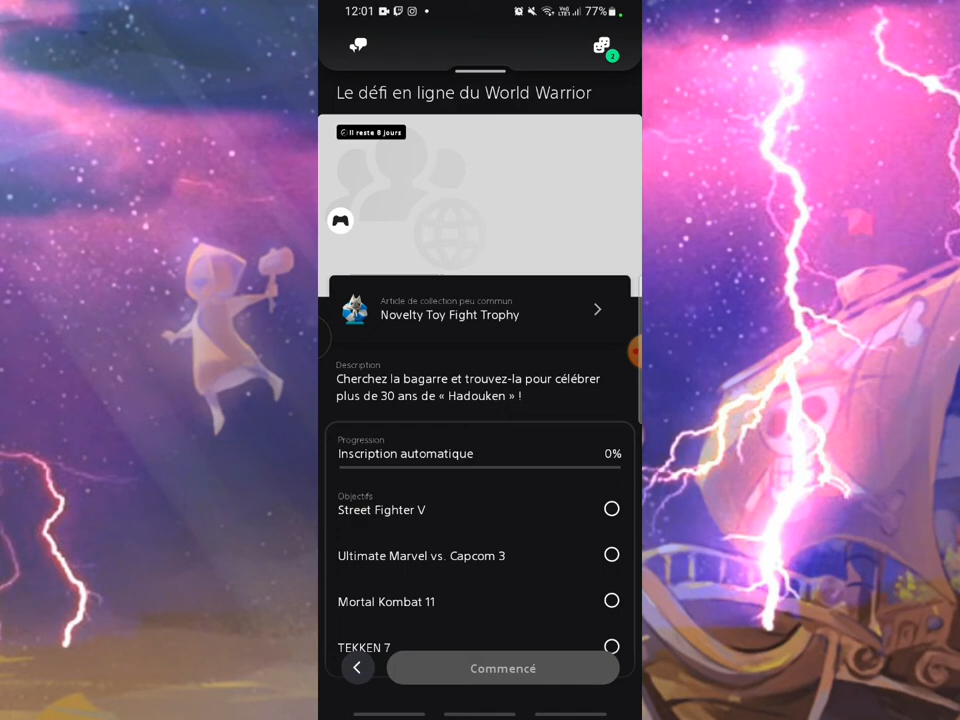 12:01
77%
2
Le défi en ligne du World Warrior
Il reste 8 jours
Article de collection peu commun
Novelty Toy Fight Trophy
Description
Cherchez la bagarre et trouvez-la pour célébrer
plus de 30 ans de « Hadouken » !
Progression
Inscription automatique 0%
Objectifs
Street Fighter V
Ultimate Marvel vs. Capcom 3
Mortal Kombat 11
TEKKEN 7
Commencé